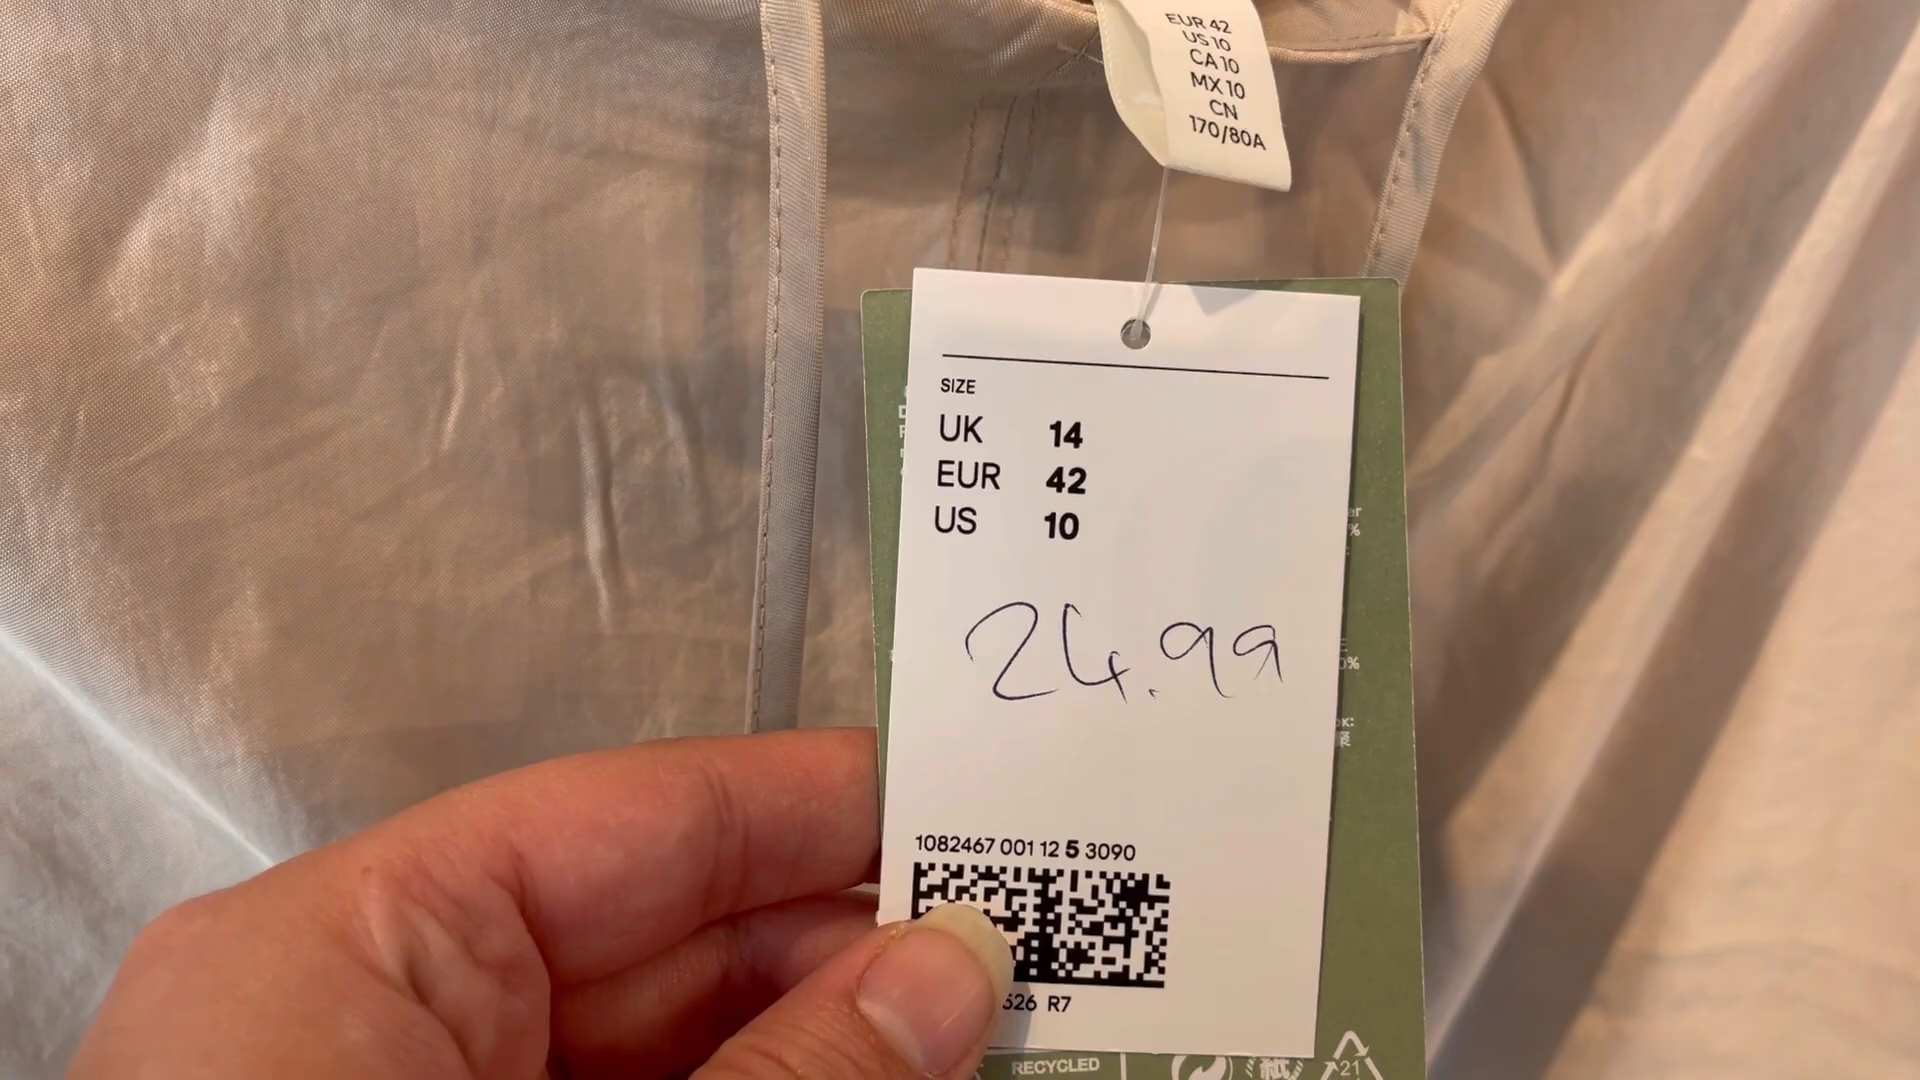 EUR 42
US 10
CA 10
MX 10
CN
170/80A
SIZE
UK 14
EUR 42
US 10
24.99
1082467 001 12 5 3090
526 R7
RECYCLED
紙
21